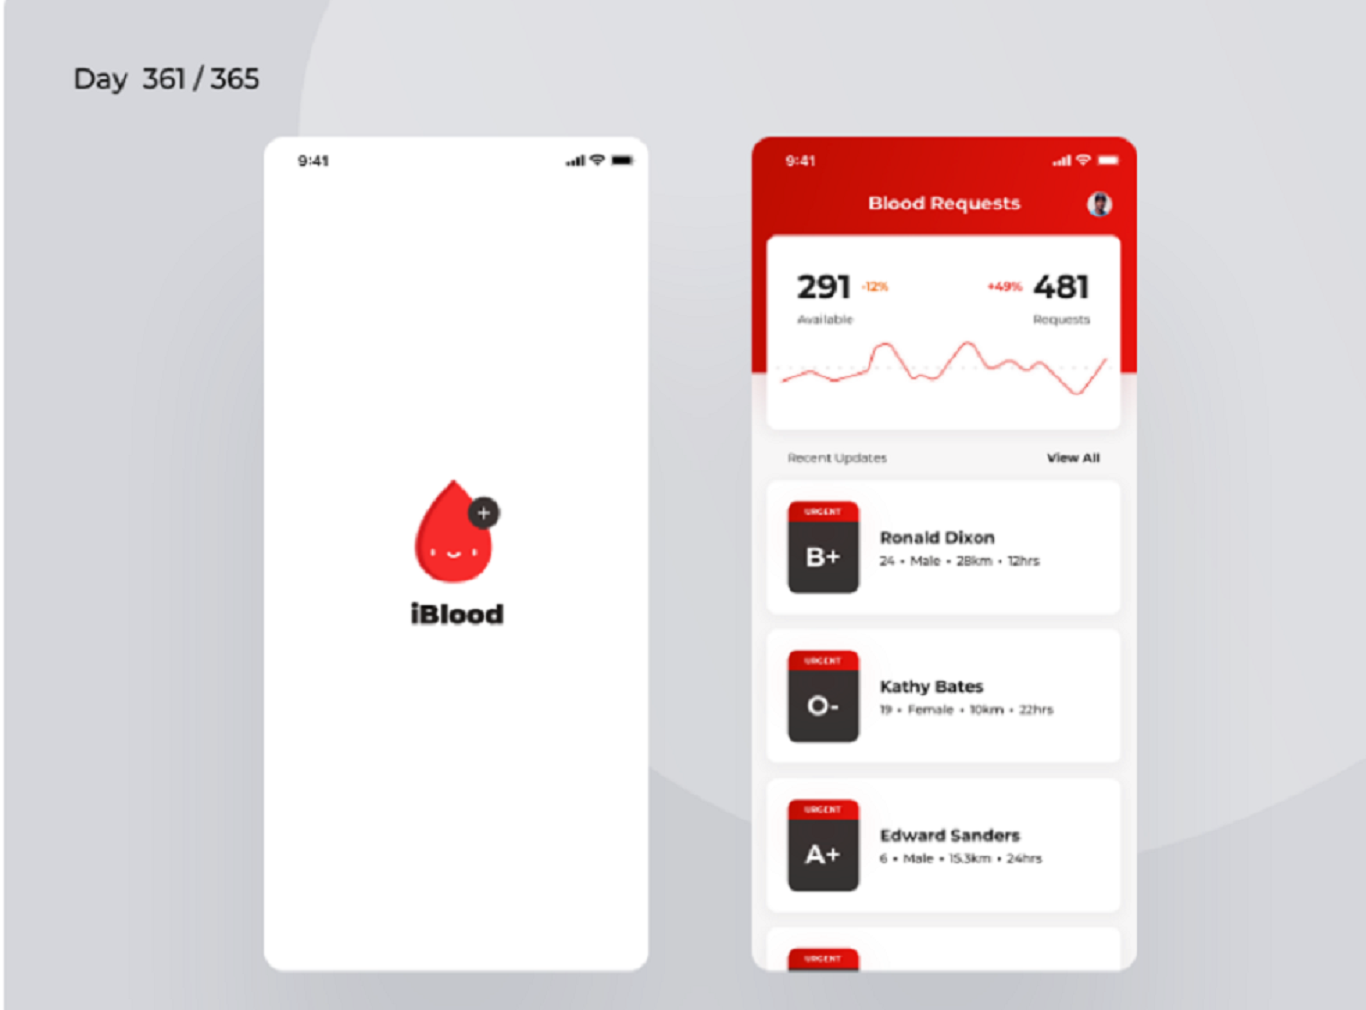 Day 361 / 365
9:41
iBlood
9:41
Blood Requests
291 -12% +49% 481
Available Requests
Recent Updates View All
URGENT
B+
Ronald Dixon
24 • Male • 28km • 12hrs
URGENT
O-
Kathy Bates
19 • Female • 10km • 22hrs
URGENT
A+
Edward Sanders
6 • Male • 15.3km • 24hrs
URGENT